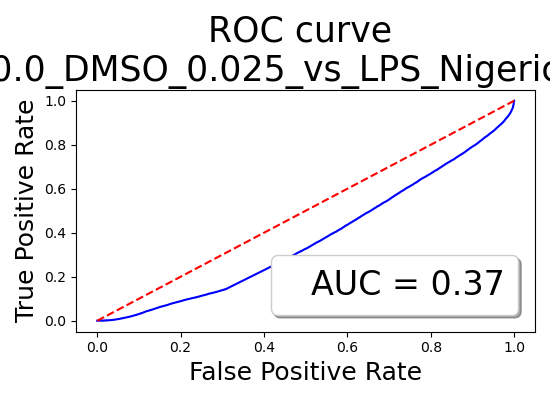 ROC curve
0.0_DMSO_0.025_vs_LPS_Nigeric
True Positive Rate
1.0
0.8
0.6
0.4
0.2
0.0
AUC = 0.37
0.0 0.2 0.4 0.6 0.8 1.0
False Positive Rate